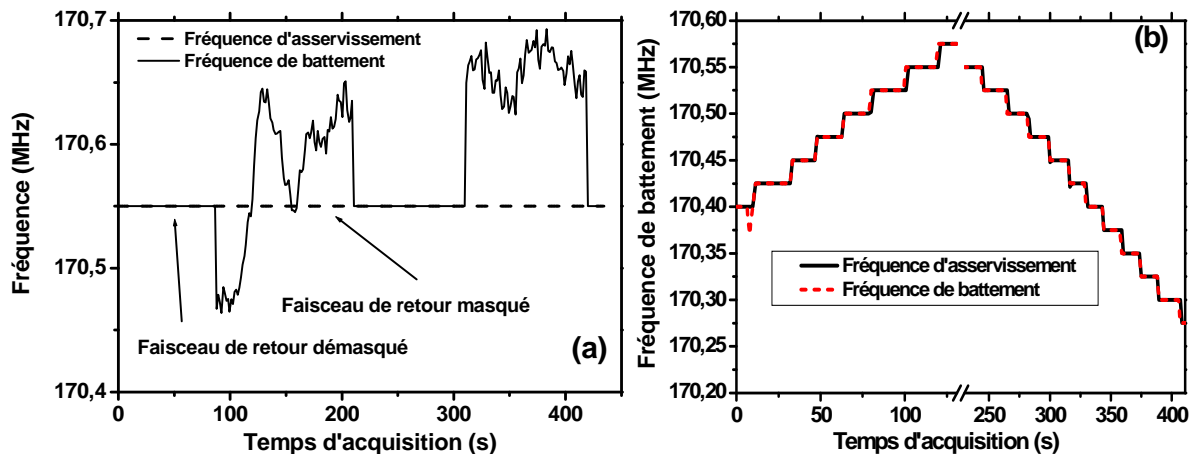 170,7
170,6
170,5
170,4
Fréquence (MHz)
Fréquence d'asservissement
Fréquence de battement
Faisceau de retour masqué
Faisceau de retour démasqué
(a)
0 100 200 300 400
Temps d'acquisition (s)
170,60
170,55
170,50
170,45
170,40
170,35
170,30
170,25
170,20
Fréquence de battement (MHz)
(b)
Fréquence d'asservissement
Fréquence de battement
0 50 100 250 300 350 400
Temps d'acquisition (s)